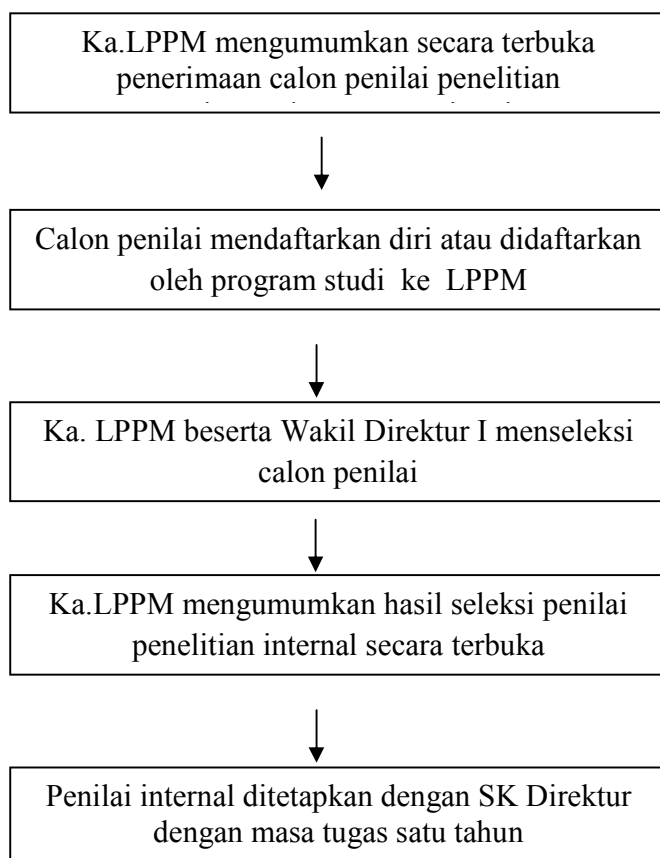 Ka.LPPM mengumumkan secara terbuka
penerimaan calon penilai penelitian
Calon penilai mendaftarkan diri atau didaftarkan
oleh program studi ke LPPM
Ka. LPPM beserta Wakil Direktur I menseleksi
calon penilai
Ka.LPPM mengumumkan hasil seleksi penilai
penelitian internal secara terbuka
Penilai internal ditetapkan dengan SK Direktur
dengan masa tugas satu tahun